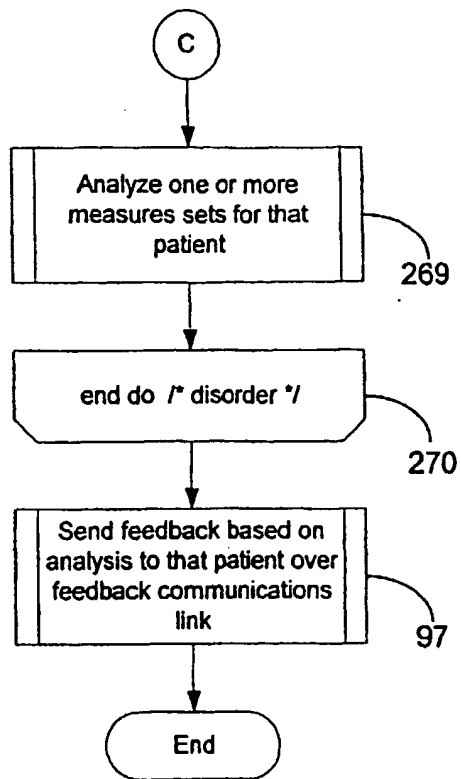 C
Analyze one or more
measures sets for that
patient
269
end do /* disorder */
270
Send feedback based on
analysis to that patient over
feedback communications
link
97
End